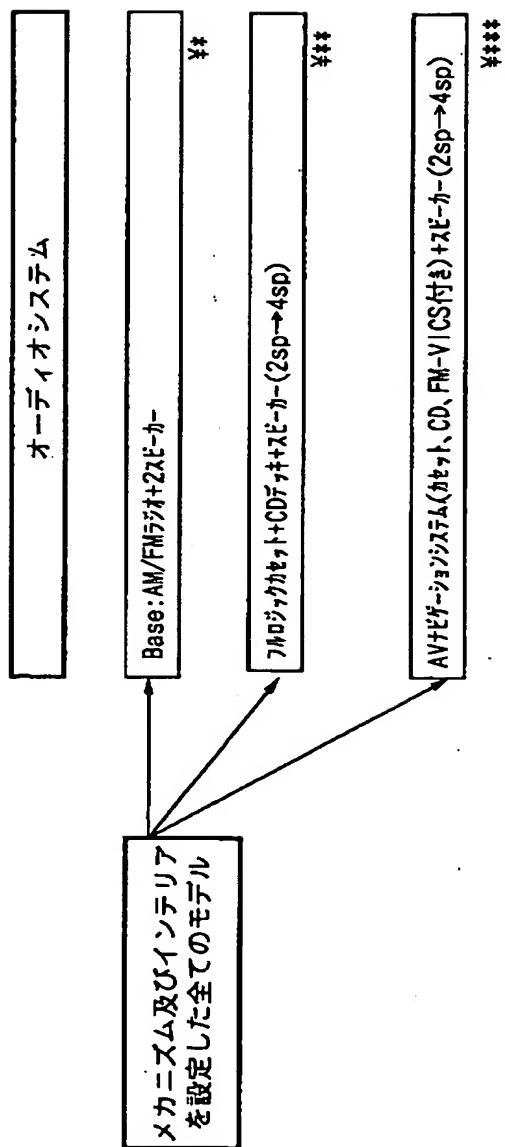 オーディオシステム
Base:AM/FMラジオ+2スピーカー
¥**
フルロジックカセット+CDデッキ+スピーカー(2sp→4sp)
¥***
AVナビゲーションシステム(カセット、CD、FM-VICS付き)+スピーカー(2sp→4sp)
¥****
メカニズム及びインテリア
を設定した全てのモデル